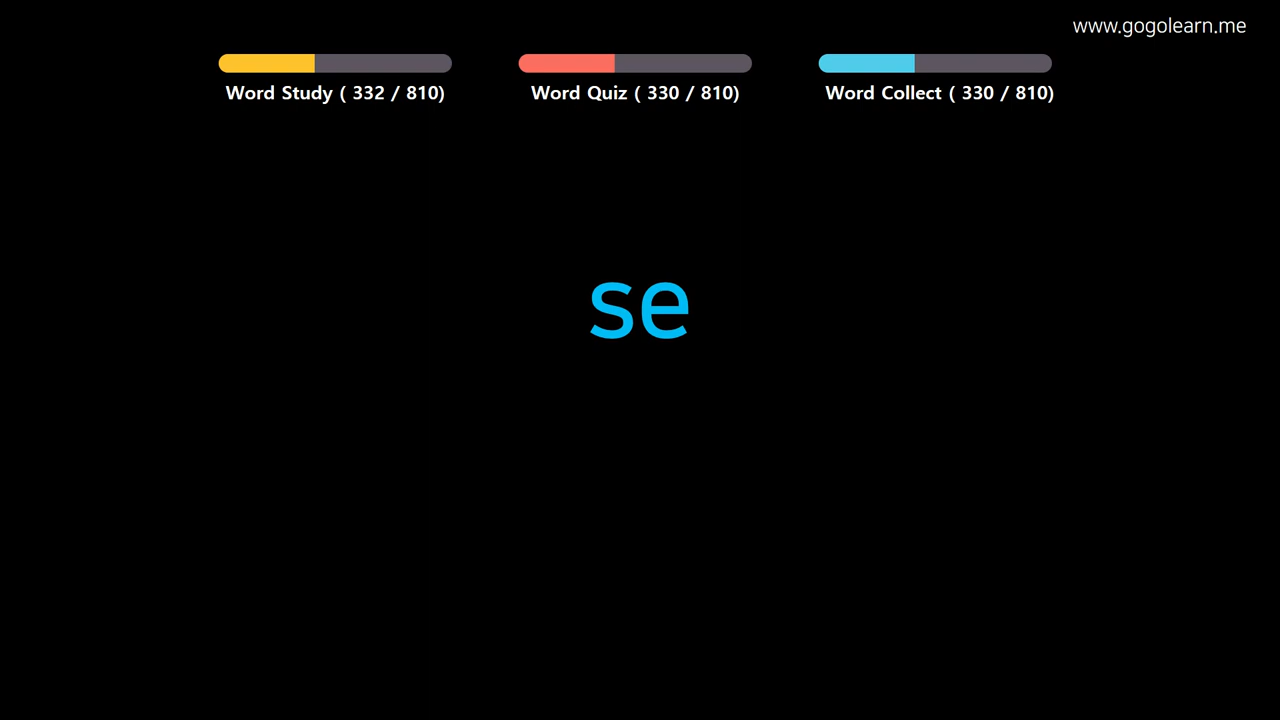 www.gogolearn.me
Word Study ( 332 / 810)
Word Quiz ( 330 / 810)
Word Collect ( 330 / 810)
se